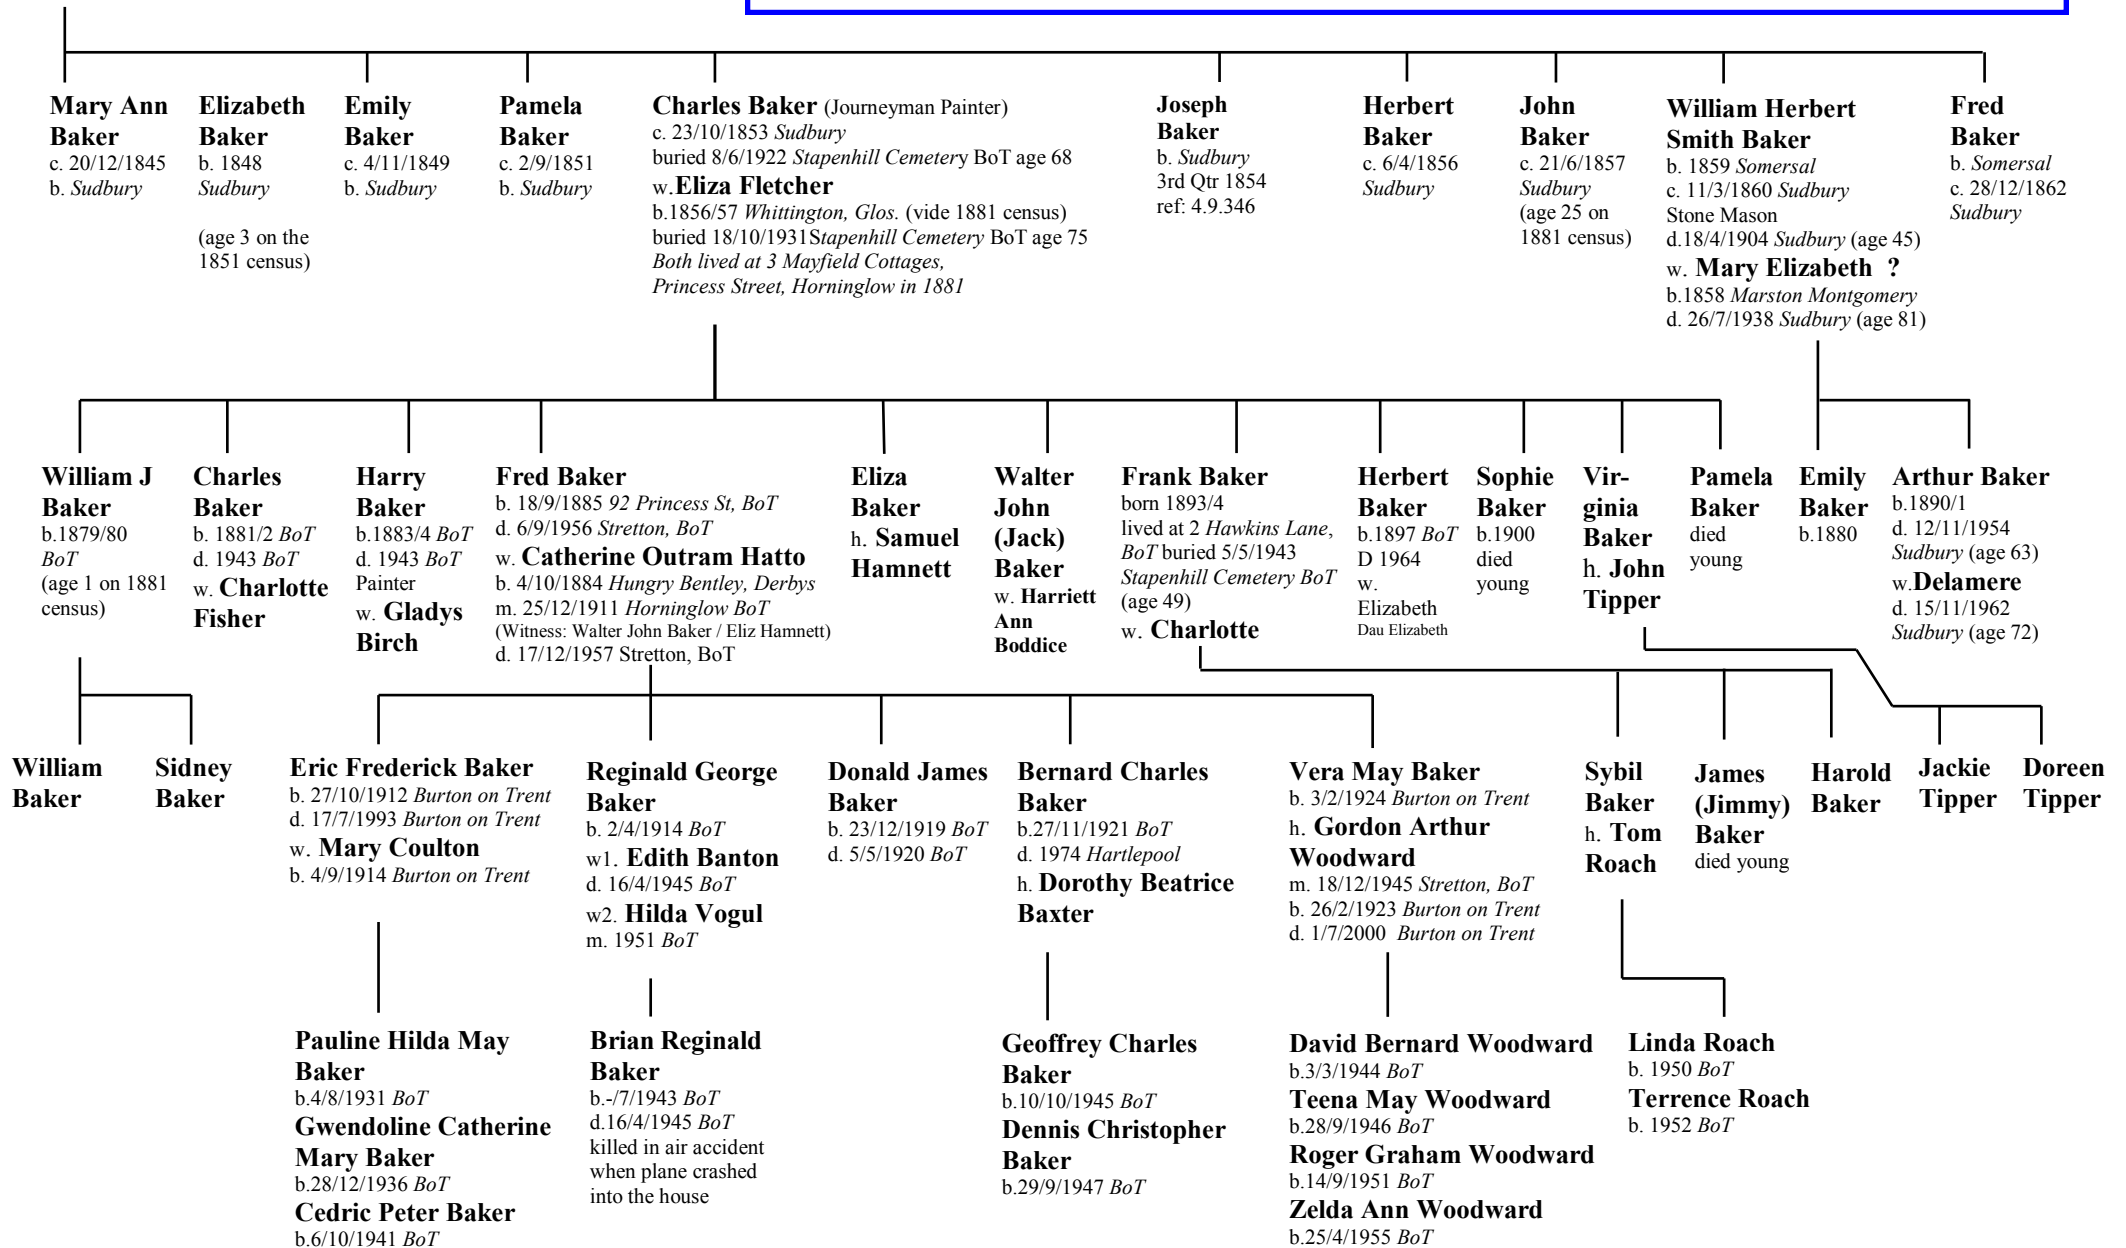 Mary Ann
Baker
c. 20/12/1845
b. Sudbury
Elizabeth
Baker
b. 1848
Sudbury
(age 3 on the
1851 census)
Emily
Baker
c. 4/11/1849
b. Sudbury
Pamela
Baker
c. 2/9/1851
b. Sudbury
Charles Baker (Journeyman Painter)
c. 23/10/1853 Sudbury
buried 8/6/1922 Stapenhill Cemetery BoT age 68
w.Eliza Fletcher
b.1856/57 Whittington, Glos. (vide 1881 census)
buried 18/10/1931Stapenhill Cemetery BoT age 75
Both lived at 3 Mayfield Cottages,
Princess Street, Horninglow in 1881
Joseph
Baker
b. Sudbury
3rd Qtr 1854
ref: 4.9.346
Herbert
Baker
c. 6/4/1856
Sudbury
John
Baker
c. 21/6/1857
Sudbury
(age 25 on
1881 census)
William Herbert
Smith Baker
b. 1859 Somersal
c. 11/3/1860 Sudbury
Stone Mason
d.18/4/1904 Sudbury (age 45)
w. Mary Elizabeth ?
b.1858 Marston Montgomery
d. 26/7/1938 Sudbury (age 81)
Fred
Baker
b. Somersal
c. 28/12/1862
Sudbury
William J
Baker
b.1879/80
BoT
(age 1 on 1881
census)
Charles
Baker
b. 1881/2 BoT
d. 1943 BoT
w. Charlotte
Fisher
Harry
Baker
b.1883/4 BoT
d. 1943 BoT
Painter
w. Gladys
Birch
Fred Baker
b. 18/9/1885 92 Princess St, BoT
d. 6/9/1956 Stretton, BoT
w. Catherine Outram Hatto
b. 4/10/1884 Hungry Bentley, Derbys
m. 25/12/1911 Horninglow BoT
(Witness: Walter John Baker / Eliz Hamnett)
d. 17/12/1957 Stretton, BoT
Eliza
Baker
h. Samuel
Hamnett
Walter
John
(Jack)
Baker
w. Harriett
Ann
Boddice
Frank Baker
born 1893/4
lived at 2 Hawkins Lane,
BoT buried 5/5/1943
Stapenhill Cemetery BoT
(age 49)
w. Charlotte
Herbert
Baker
b.1897 BoT
D 1964
w.
Elizabeth
Dau Elizabeth
Sophie
Baker
b.1900
died
young
Vir-
ginia
Baker
h. John
Tipper
Pamela
Baker
died
young
Emily
Baker
b.1880
Arthur Baker
b.1890/1
d. 12/11/1954
Sudbury (age 63)
w.Delamere
d. 15/11/1962
Sudbury (age 72)
William
Baker
Sidney
Baker
Eric Frederick Baker
b. 27/10/1912 Burton on Trent
d. 17/7/1993 Burton on Trent
w. Mary Coulton
b. 4/9/1914 Burton on Trent
Reginald George
Baker
b. 2/4/1914 BoT
w1. Edith Banton
d. 16/4/1945 BoT
w2. Hilda Vogul
m. 1951 BoT
Donald James
Baker
b. 23/12/1919 BoT
d. 5/5/1920 BoT
Bernard Charles
Baker
b.27/11/1921 BoT
d. 1974 Hartlepool
h. Dorothy Beatrice
Baxter
Vera May Baker
b. 3/2/1924 Burton on Trent
h. Gordon Arthur
Woodward
m. 18/12/1945 Stretton, BoT
b. 26/2/1923 Burton on Trent
d. 1/7/2000 Burton on Trent
Sybil
Baker
h. Tom
Roach
James
(Jimmy)
Baker
died young
Harold
Baker
Jackie
Tipper
Doreen
Tipper
Pauline Hilda May
Baker
b.4/8/1931 BoT
Gwendoline Catherine
Mary Baker
b.28/12/1936 BoT
Cedric Peter Baker
b.6/10/1941 BoT
Brian Reginald
Baker
b.-/7/1943 BoT
d.16/4/1945 BoT
killed in air accident
when plane crashed
into the house
Geoffrey Charles
Baker
b.10/10/1945 BoT
Dennis Christopher
Baker
b.29/9/1947 BoT
David Bernard Woodward
b.3/3/1944 BoT
Teena May Woodward
b.28/9/1946 BoT
Roger Graham Woodward
b.14/9/1951 BoT
Zelda Ann Woodward
b.25/4/1955 BoT
Linda Roach
b. 1950 BoT
Terrence Roach
b. 1952 BoT